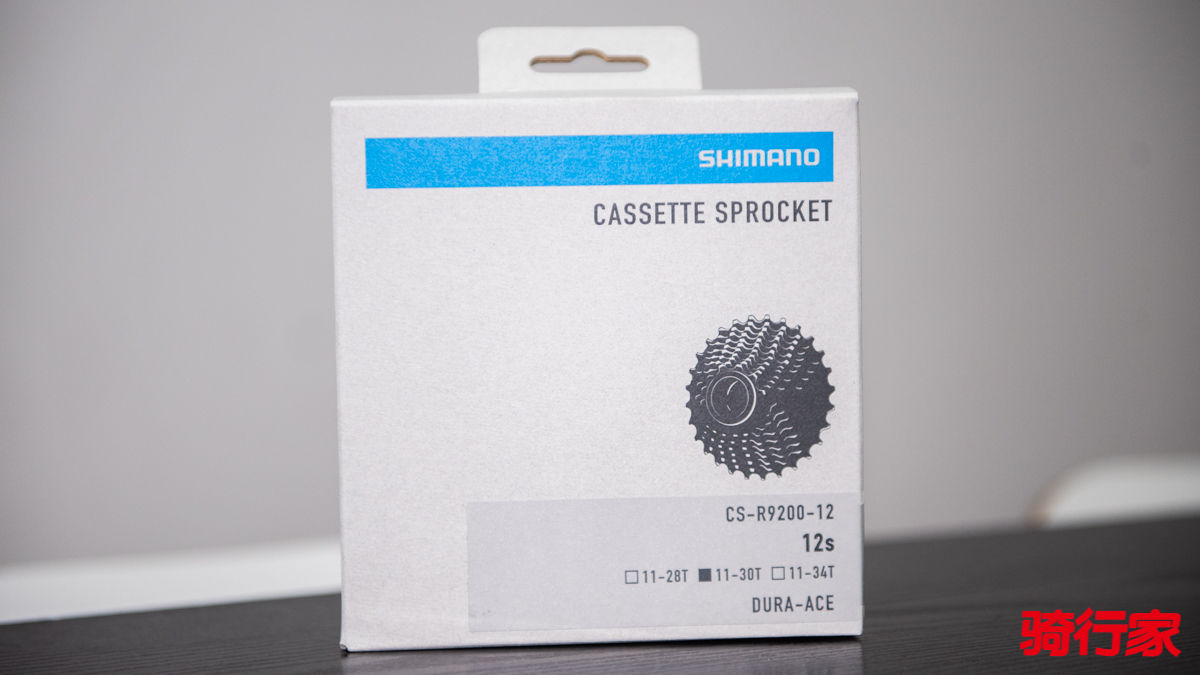 SHIMANO
CASSETTE SPROCKET
CS-R9200-12
12s
□11-28T ■11-30T □11-34T
DURA-ACE
骑行家